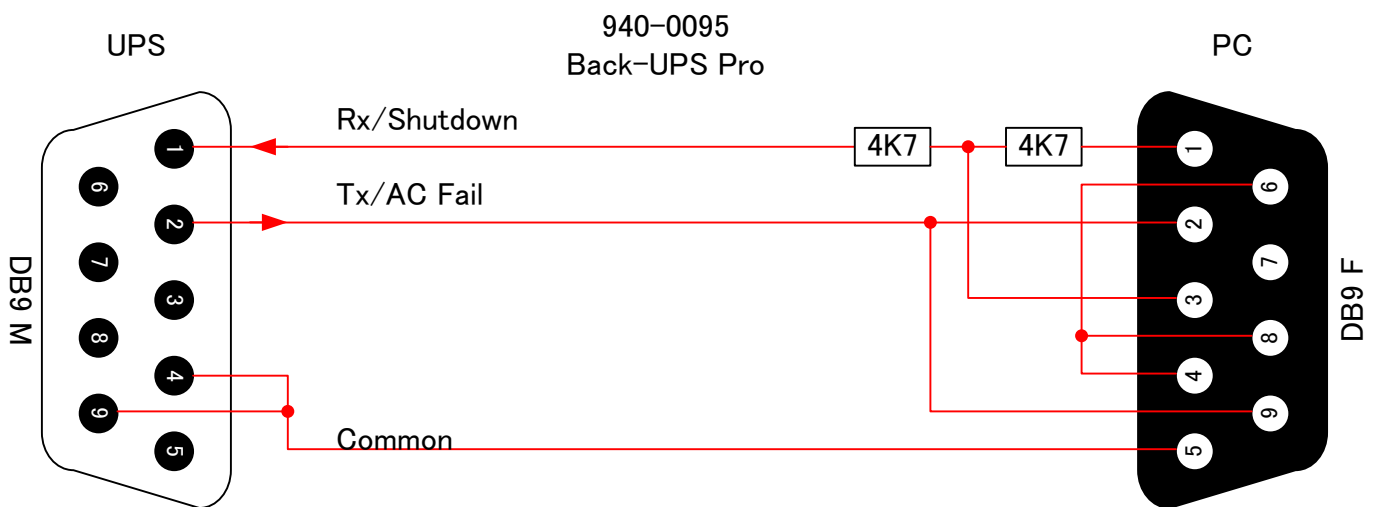 940-0095
Back-UPS Pro
UPS
PC
Rx/Shutdown
4K7
4K7
Tx/AC Fail
Common
DB9 M
1
2
3
4
5
6
7
8
9
DB9 F
1
2
3
4
5
6
7
8
9